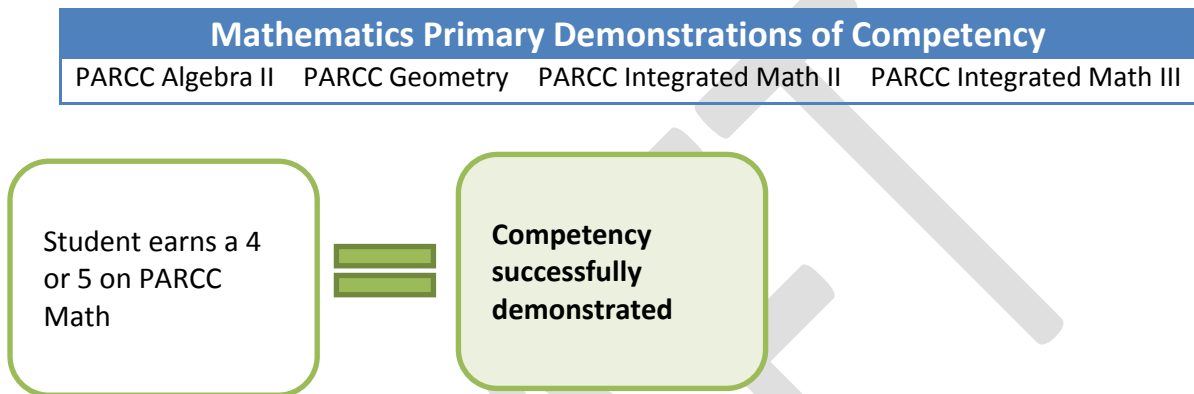 Mathematics Primary Demonstrations of Competency
PARCC Algebra II PARCC Geometry PARCC Integrated Math II PARCC Integrated Math III
Student earns a 4
or 5 on PARCC
Math
Competency
successfully
demonstrated